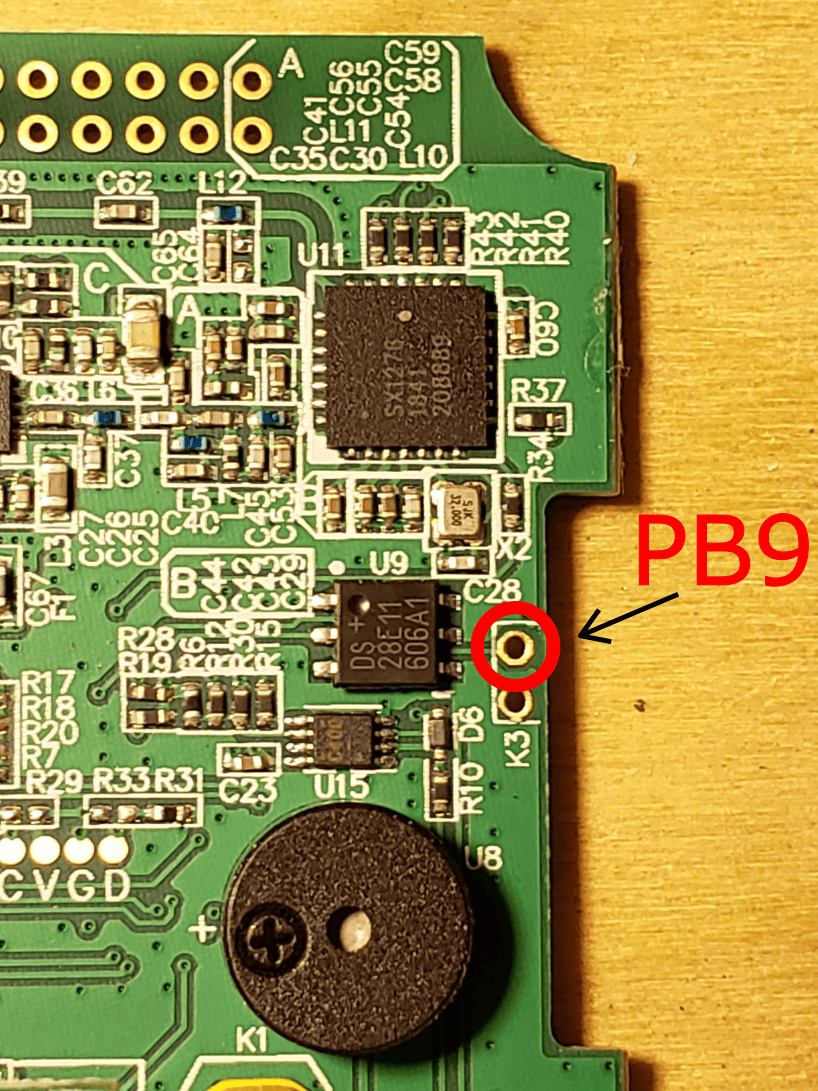 A
C59
C58
C56
C55
C41
L11
C54
C35 C30 L10
39
C62
L12
C65
C64
U11
R43
R42
R41
R40
C
A
SX1276
1841
208889
C60
R37
R34
C36 L6
C37
L5
L7
C40
C45
C53
B
32.000
X2
L3
C27
C26
C25
C67
F1
B
C44
C42
C43
C29
U9
C28
DS
28E11
606A1
PB9
R28
R19
R6
R12
R30
R15
R17
R18
R20
R7
R29
R33 R31
C23
U15
D6
R10
K3
U8
C V G D
+
K1